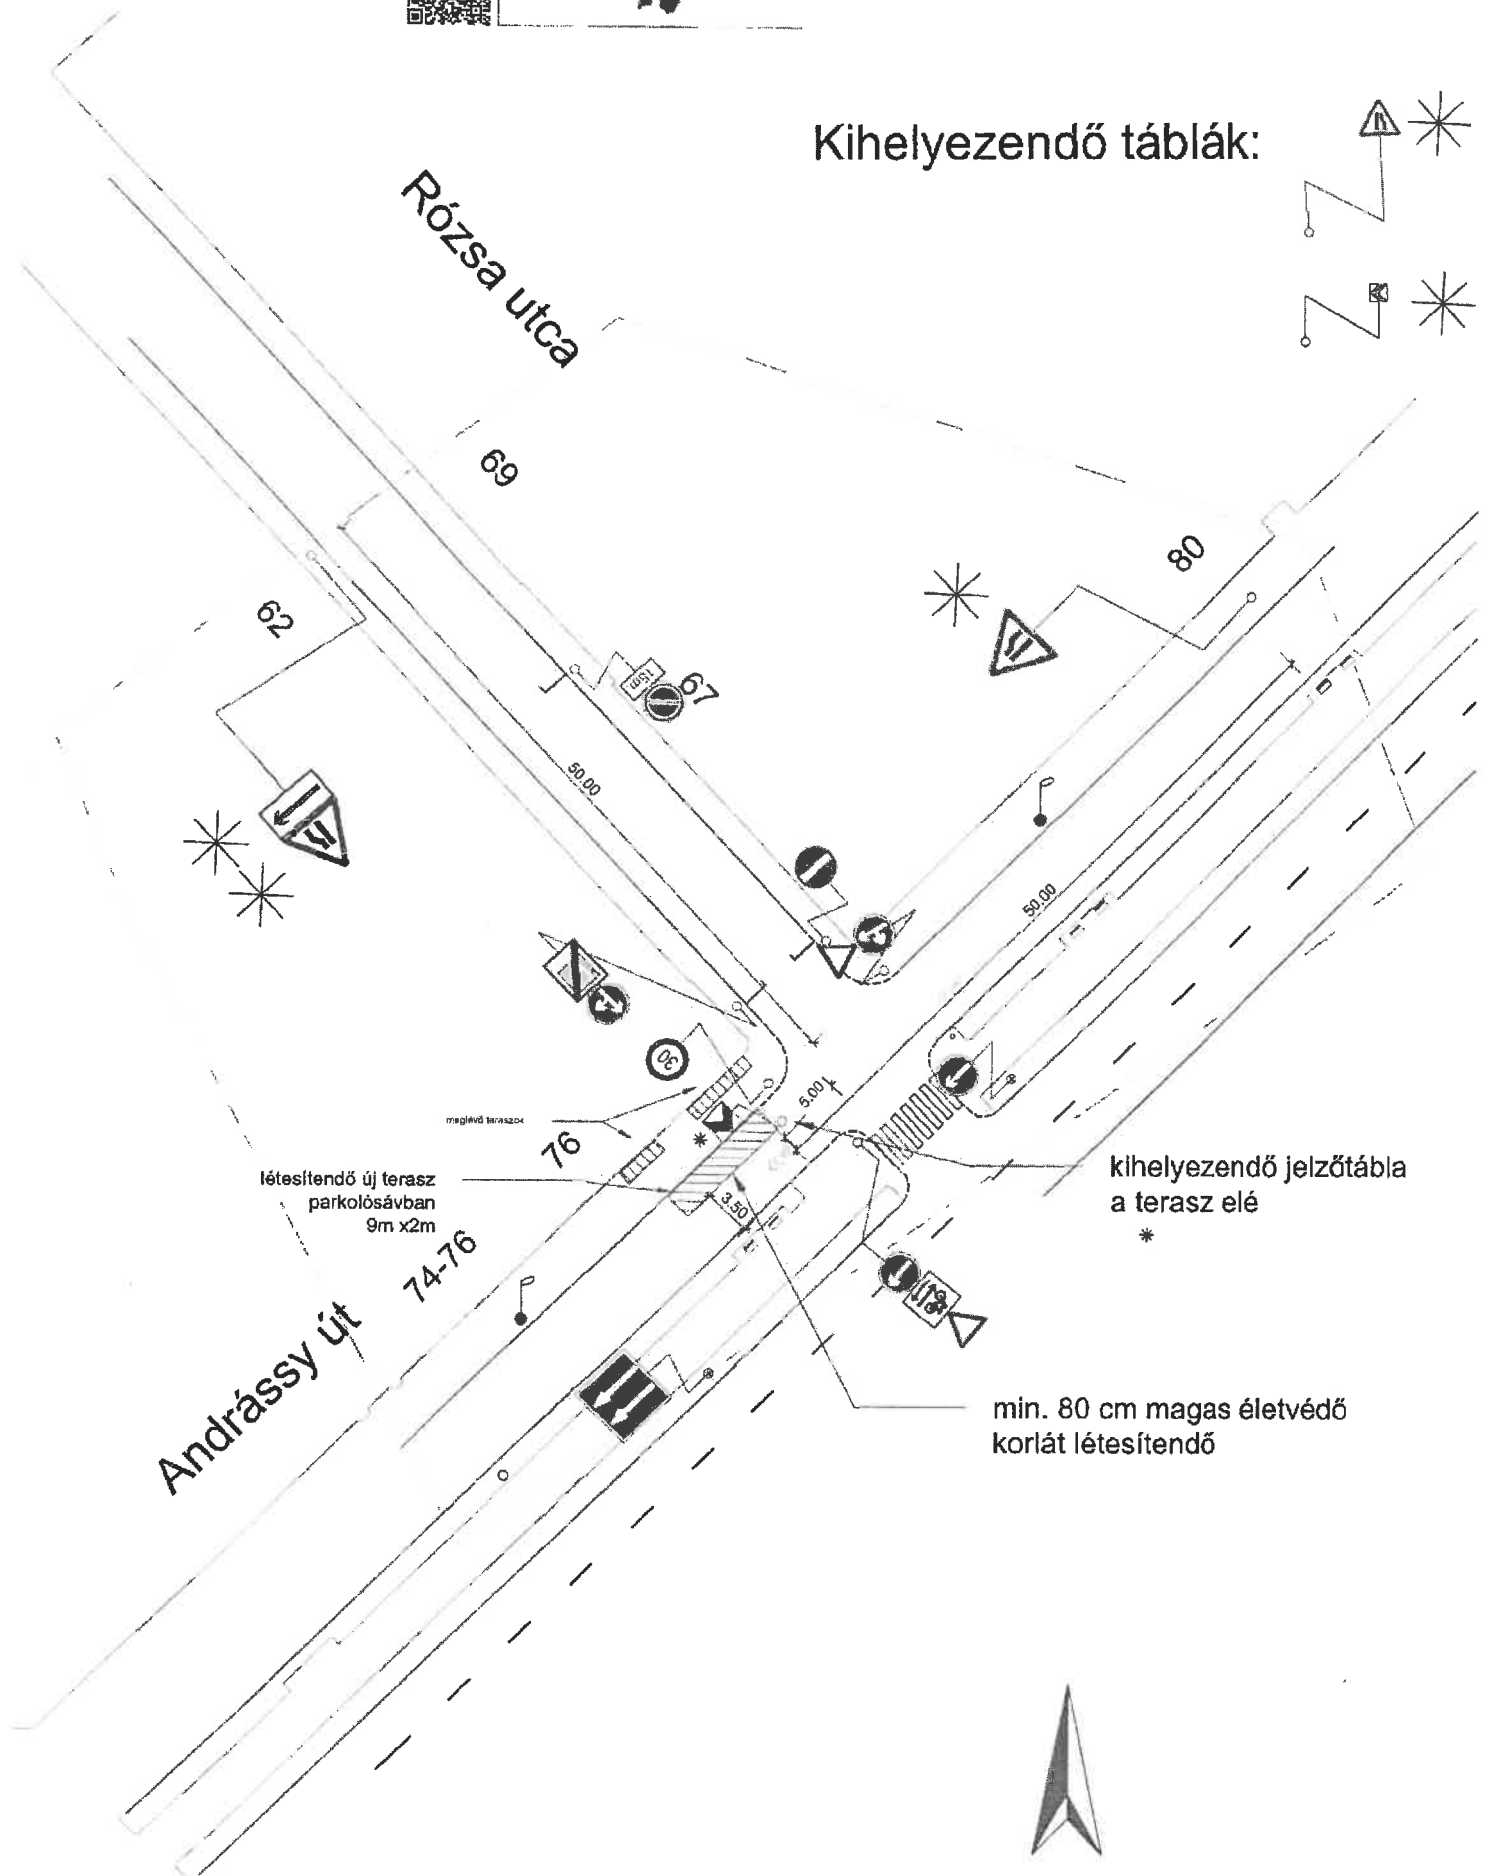 Kihelyezendő táblák:
Rózsa utca
69
80
62
67
15m
50.00
50.00
30
5.00
meglévő teraszok
76
létesítendő új terasz
parkolósávban
9m x2m
3.50
kihelyezendő jelzőtábla
a terasz elé
*
74-76
Andrássy út
min. 80 cm magas életvédő
korlát létesítendő